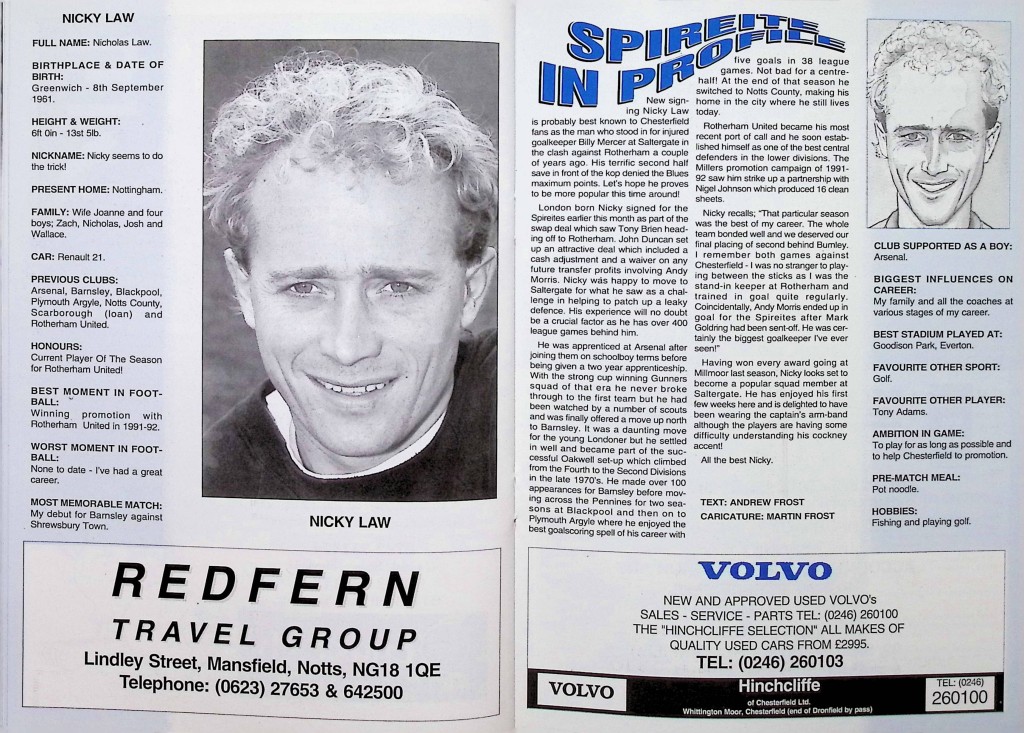 NICKY LAW
FULL NAME: Nicholas Law.
BIRTHPLACE & DATE OF
BIRTH:
Greenwich - 8th September
1961.
HEIGHT & WEIGHT:
6ft 0in - 13st 5lb.
NICKNAME: Nicky seems to do
the trick!
PRESENT HOME: Nottingham.
FAMILY: Wife Joanne and four
boys; Zach, Nicholas, Josh and
Wallace.
CAR: Renault 21.
PREVIOUS CLUBS:
Arsenal, Barnsley, Blackpool,
Plymouth Argyle, Notts County,
Scarborough (loan) and
Rotherham United.
HONOURS:
Current Player Of The Season
for Rotherham United!
BEST MOMENT IN FOOT-
BALL:
Winning promotion with
Rotherham United in 1991-92.
WORST MOMENT IN FOOT-
BALL:
None to date - I've had a great
career.
MOST MEMORABLE MATCH:
My debut for Barnsley against
Shrewsbury Town.
NICKY LAW
REDFERN
TRAVEL GROUP
Lindley Street, Mansfield, Notts, NG18 1QE
Telephone: (0623) 27653 & 642500
SPIREITE
IN PROFILE
New sign-
ing Nicky Law
is probably best known to Chesterfield
fans as the man who stood in for injured
goalkeeper Billy Mercer at Saltergate in
the clash against Rotherham a couple
of years ago. His terrific second half
save in front of the kop denied the Blues
maximum points. Let's hope he proves
to be more popular this time around!
London born Nicky signed for the
Spireites earlier this month as part of the
swap deal which saw Tony Brien head-
ing off to Rotherham. John Duncan set
up an attractive deal which included a
cash adjustment and a waiver on any
future transfer profits involving Andy
Morris. Nicky was happy to move to
Saltergate for what he saw as a chal-
lenge in helping to patch up a leaky
defence. His experience will no doubt
be a crucial factor as he has over 400
league games behind him.
He was apprenticed at Arsenal after
joining them on schoolboy terms before
being given a two year apprenticeship.
With the strong cup winning Gunners
squad of that era he never broke
through to the first team but he had
been watched by a number of scouts
and was finally offered a move up north
to Barnsley. It was a daunting move
for the young Londoner but he settled
in well and became part of the suc-
cessful Oakwell set-up which climbed
from the Fourth to the Second Divisions
in the late 1970's. He made over 100
appearances for Barnsley before mov-
ing across the Pennines for two sea-
sons at Blackpool and then on to
Plymouth Argyle where he enjoyed the
best goalscoring spell of his career with
five goals in 38 league
games. Not bad for a centre-
half! At the end of that season he
switched to Notts County, making his
home in the city where he still lives
today.
Rotherham United became his most
recent port of call and he soon estab-
lished himself as one of the best central
defenders in the lower divisions. The
Millers promotion campaign of 1991-
92 saw him strike up a partnership with
Nigel Johnson which produced 16 clean
sheets.
Nicky recalls; "That particular season
was the best of my career. The whole
team bonded well and we deserved our
final placing of second behind Burnley.
I remember both games against
Chesterfield - I was no stranger to play-
ing between the sticks as I was the
stand-in keeper at Rotherham and
trained in goal quite regularly.
Coincidentally, Andy Morris ended up in
goal for the Spireites after Mark
Goldring had been sent-off. He was cer-
tainly the biggest goalkeeper I've ever
seen!"
Having won every award going at
Millmoor last season, Nicky looks set to
become a popular squad member at
Saltergate. He has enjoyed his first
few weeks here and is delighted to have
been wearing the captain's arm-band
although the players are having some
difficulty understanding his cockney
accent!
All the best Nicky.
TEXT: ANDREW FROST
CARICATURE: MARTIN FROST
CLUB SUPPORTED AS A BOY:
Arsenal.
BIGGEST INFLUENCES ON
CAREER:
My family and all the coaches at
various stages of my career.
BEST STADIUM PLAYED AT:
Goodison Park, Everton.
FAVOURITE OTHER SPORT:
Golf.
FAVOURITE OTHER PLAYER:
Tony Adams.
AMBITION IN GAME:
To play for as long as possible and
to help Chesterfield to promotion.
PRE-MATCH MEAL:
Pot noodle.
HOBBIES:
Fishing and playing golf.
VOLVO
NEW AND APPROVED USED VOLVO's
SALES - SERVICE - PARTS TEL: (0246) 260100
THE "HINCHCLIFFE SELECTION" ALL MAKES OF
QUALITY USED CARS FROM £2995.
TEL: (0246) 260103
VOLVO
Hinchcliffe
of Chesterfield Ltd.
Whittington Moor, Chesterfield (end of Dronfield by pass)
TEL: (0246)
260100